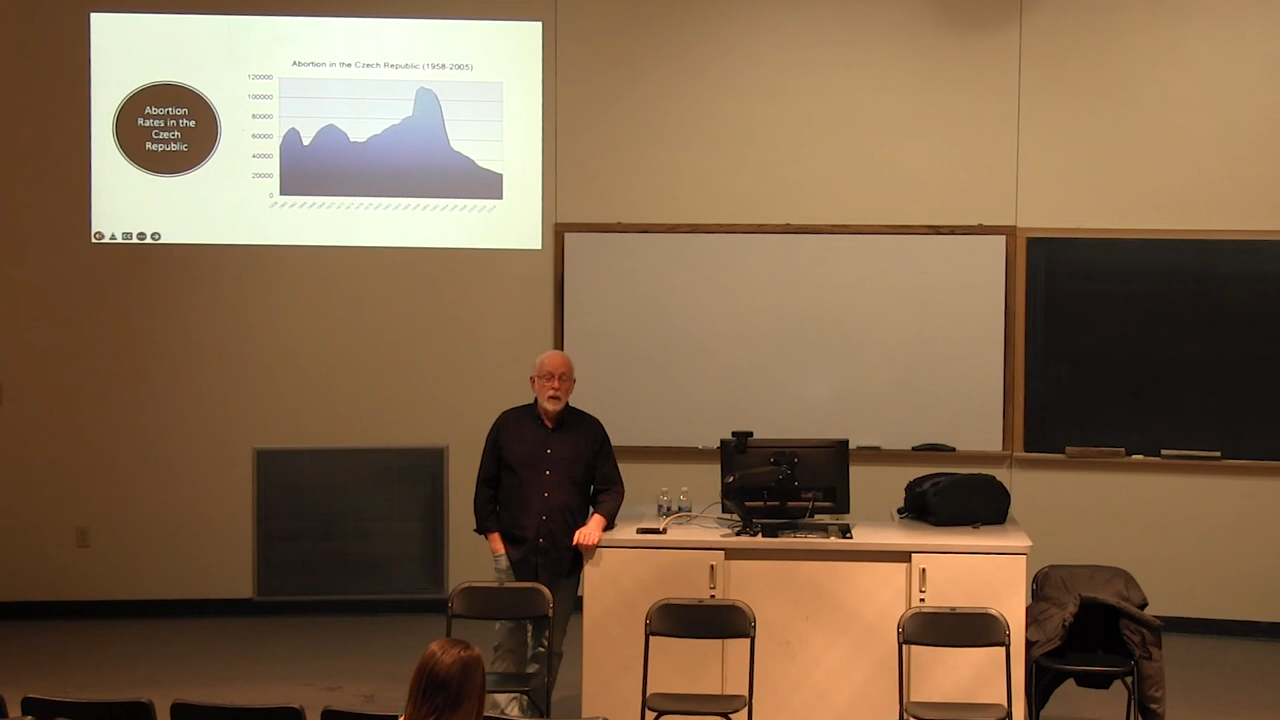 Abortion in the Czech Republic (1958-2005)
Abortion
Rates in the
Czech
Republic
120000
100000
80000
60000
40000
20000
0
CC